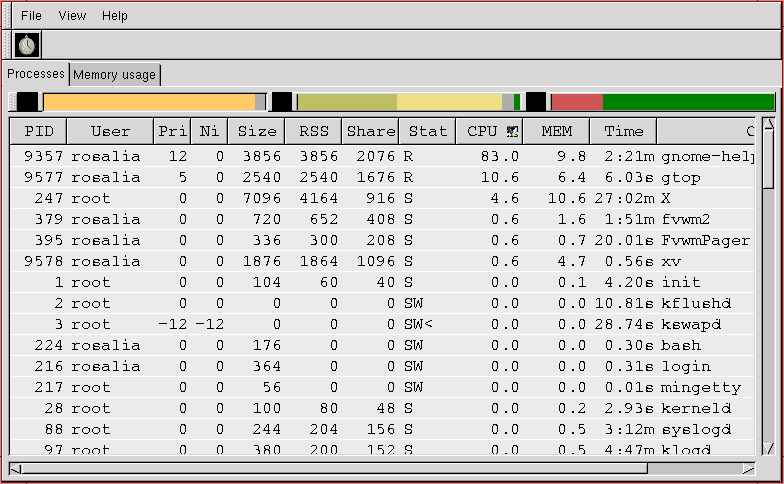 File View Help
Processes Memory usage
PID User Pri Ni Size RSS Share Stat CPU MEM Time C
9357 rosalia 12 0 3856 3856 2076 R 83.0 9.8 2:21m gnome-help
9577 rosalia 5 0 2540 2540 1676 R 10.6 6.4 6.03s gtop
247 root 0 0 7096 4164 916 S 4.6 10.6 27:02m X
379 rosalia 0 0 720 652 408 S 0.6 1.6 1:51m fvwm2
395 rosalia 0 0 336 300 208 S 0.6 0.7 20.01s FvwmPager
9578 rosalia 0 0 1876 1864 1096 S 0.6 4.7 0.56s xv
1 root 0 0 104 60 40 S 0.0 0.1 4.20s init
2 root 0 0 0 0 0 SW 0.0 0.0 10.81s kflushd
3 root -12 -12 0 0 0 SW< 0.0 0.0 28.74s kswapd
224 rosalia 0 0 176 0 0 SW 0.0 0.0 0.30s bash
216 rosalia 0 0 364 0 0 SW 0.0 0.0 0.31s login
217 root 0 0 56 0 0 SW 0.0 0.0 0.01s mingetty
28 root 0 0 100 80 48 S 0.0 0.2 2.93s kerneld
88 root 0 0 244 204 156 S 0.0 0.5 3:12m syslogd
97 root 0 0 380 200 152 S 0.0 0.5 4:47m klogd